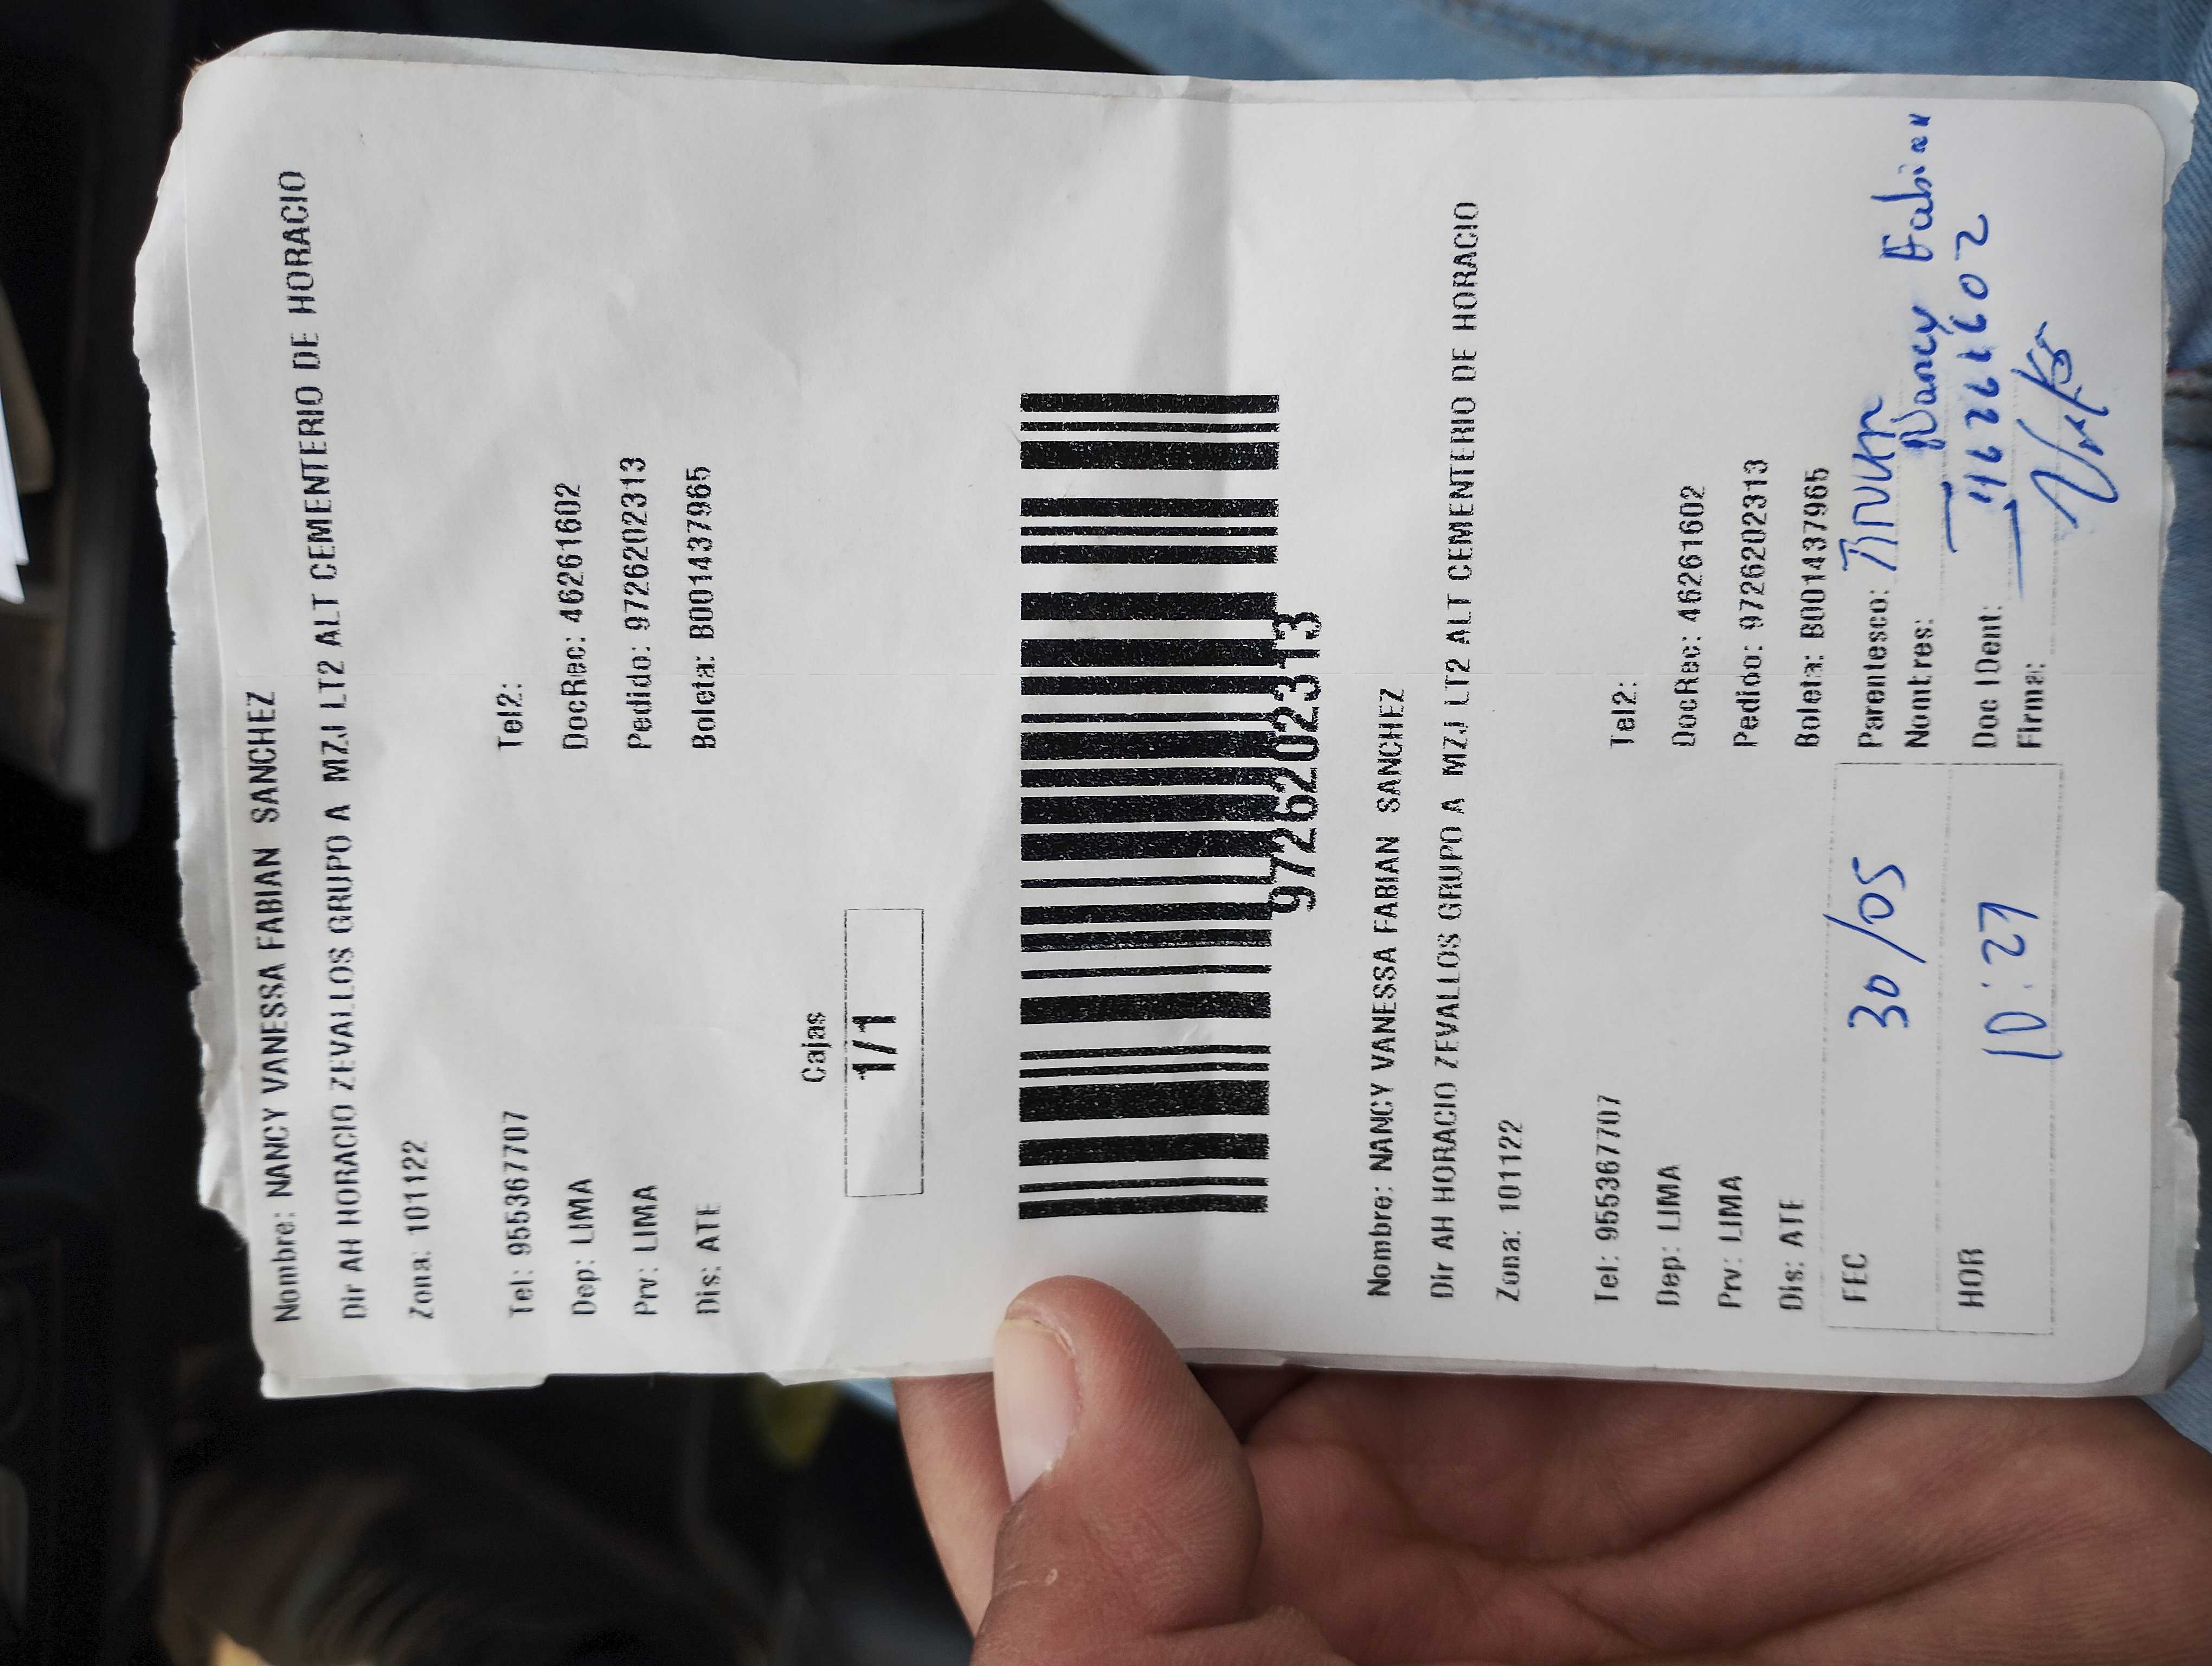 Nombre: NANCY VANESSA FABIAN SANCHEZ
Dir AH HORACIO ZEVALLOS GRUPO A MZJ LT2 ALT CEMENTERIO DE HORACIO
Zona: 101122
Tel: 955367707 Tel2:
Dep: LIMA DocRec: 46261602
Prv: LIMA Pedido: 9726202313
Dis: ATE Boleta: B001437965
Cajas
1/1
9726202313
Nombre: NANCY VANESSA FABIAN SANCHEZ
Dir AH HORACIO ZEVALLOS GRUPO A MZJ LT2 ALT CEMENTERIO DE HORACIO
Zona: 101122
Tel: 955367707 Tel2:
Dep: LIMA DocRec: 46261602
Prv: LIMA Pedido: 9726202313
Dis: ATE Boleta: B001437965
FEC 30/05 Parentesco:
Nomtres: Nancy Fabian
HOR 10:27 Doc IDent: 46261602
Firma: